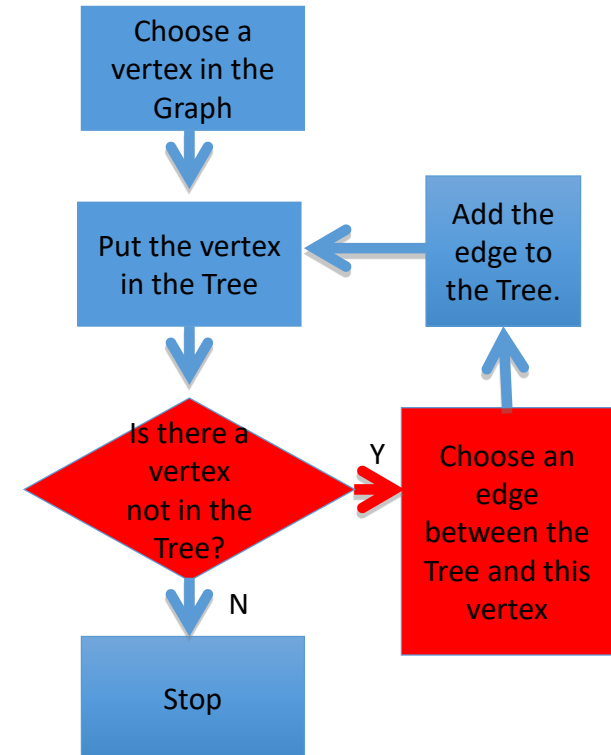 Choose a
vertex in the
Graph
Put the vertex
in the Tree
Add the
edge to
the Tree.
Is there a
vertex
not in the
Tree?
Y
Choose an
edge
between the
Tree and this
vertex
N
Stop